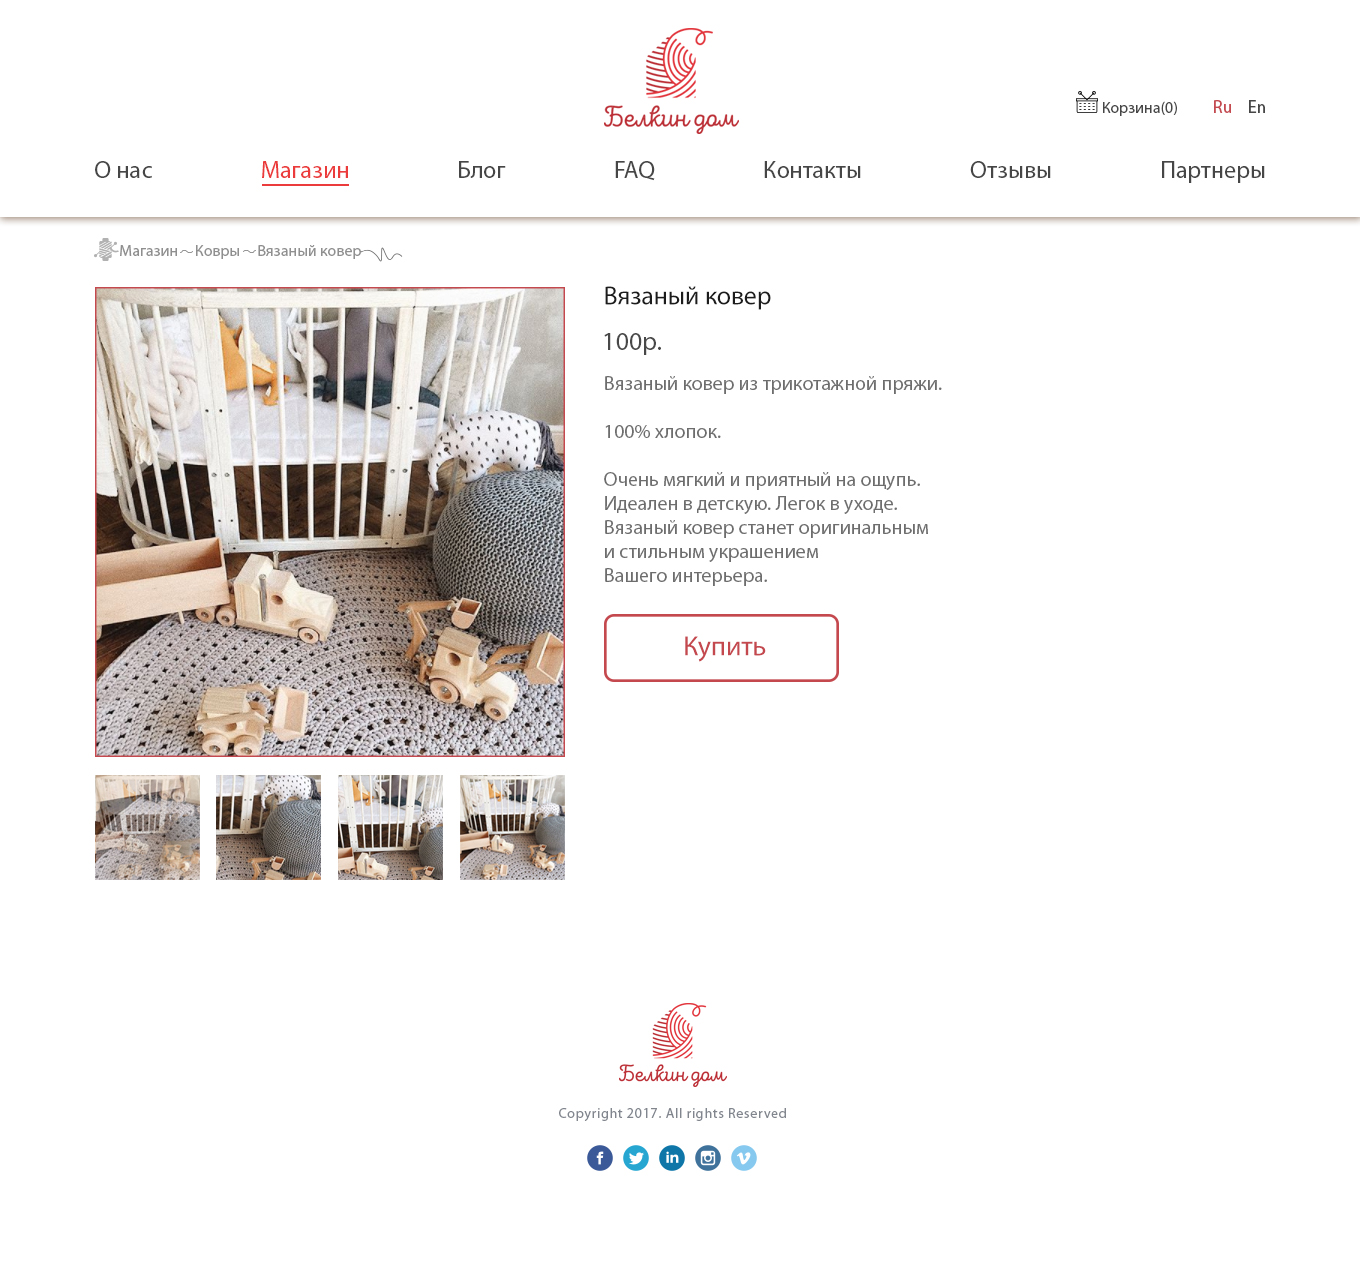 Белкин дом
Корзина(0) Ru En
О нас Магазин Блог FAQ Контакты Отзывы Партнеры
Магазин Ковры Вязаный ковер
Вязаный ковер
100р.
Вязаный ковер из трикотажной пряжи.
100% хлопок.
Очень мягкий и приятный на ощупь.
Идеален в детскую. Легок в уходе.
Вязаный ковер станет оригинальным
и стильным украшением
Вашего интерьера.
Купить
Белкин дом
Copyright 2017. All rights Reserved